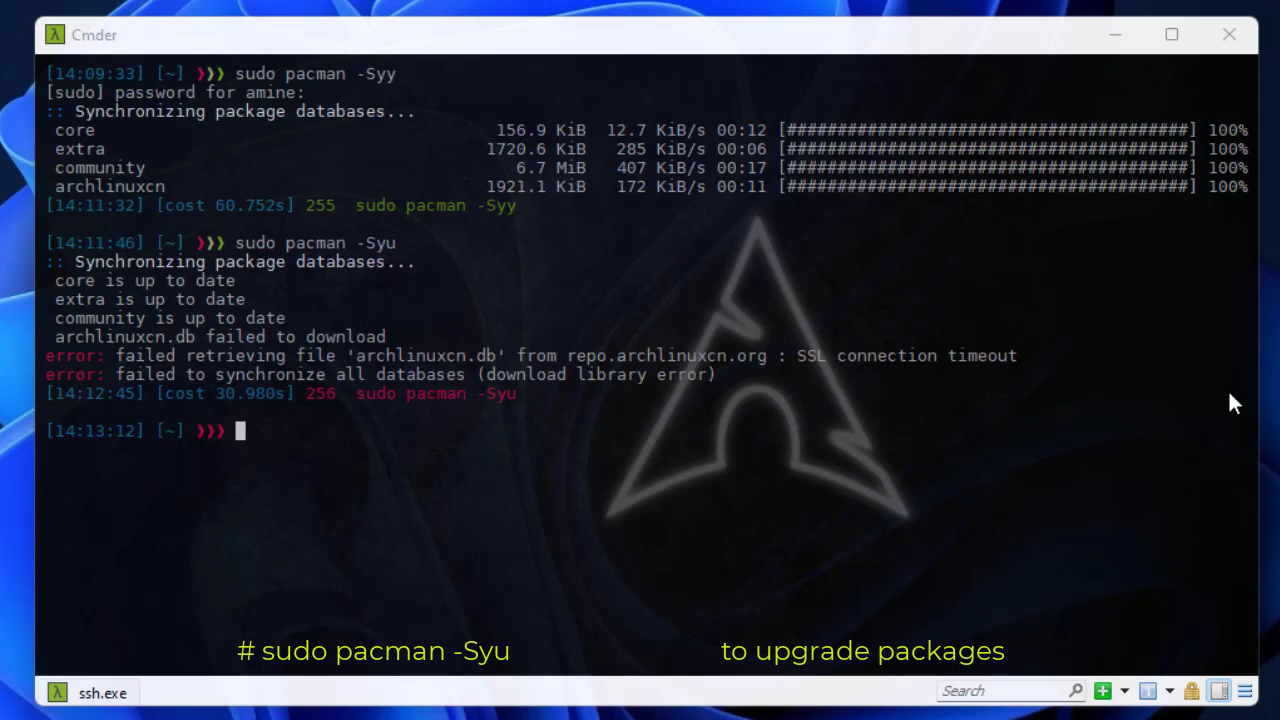 Cmder
[14:09:33] [~] ❯❯❯ sudo pacman -Syy
[sudo] password for amine:
:: Synchronizing package databases...
core 156.9 KiB 12.7 KiB/s 00:12 [########################################] 100%
extra 1720.6 KiB 285 KiB/s 00:06 [########################################] 100%
community 6.7 MiB 407 KiB/s 00:17 [########################################] 100%
archlinuxcn 1921.1 KiB 172 KiB/s 00:11 [########################################] 100%
[14:11:32] [cost 60.752s] 255 sudo pacman -Syy
[14:11:46] [~] ❯❯❯ sudo pacman -Syu
:: Synchronizing package databases...
core is up to date
extra is up to date
community is up to date
archlinuxcn.db failed to download
error: failed retrieving file 'archlinuxcn.db' from repo.archlinuxcn.org : SSL connection timeout
error: failed to synchronize all databases (download library error)
[14:12:45] [cost 30.980s] 256 sudo pacman -Syu
[14:13:12] [~] ❯❯❯
# sudo pacman -Syu to upgrade packages
ssh.exe Search